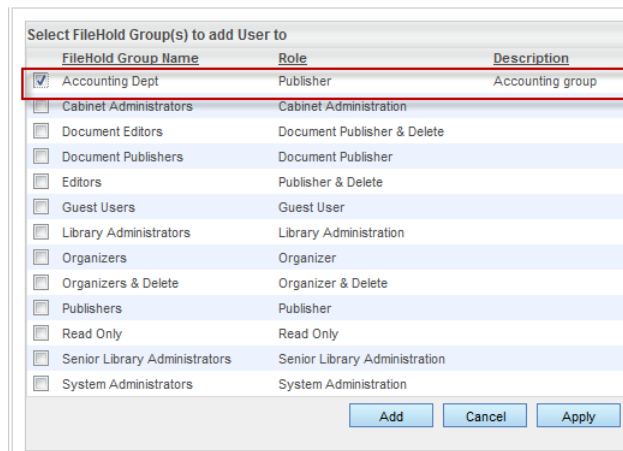 Select FileHold Group(s) to add User to
FileHold Group Name Role Description
Accounting Dept Publisher Accounting group
Cabinet Administrators Cabinet Administration
Document Editors Document Publisher & Delete
Document Publishers Document Publisher
Editors Publisher & Delete
Guest Users Guest User
Library Administrators Library Administration
Organizers Organizer
Organizers & Delete Organizer & Delete
Publishers Publisher
Read Only Read Only
Senior Library Administrators Senior Library Administration
System Administrators System Administration
Add Cancel Apply